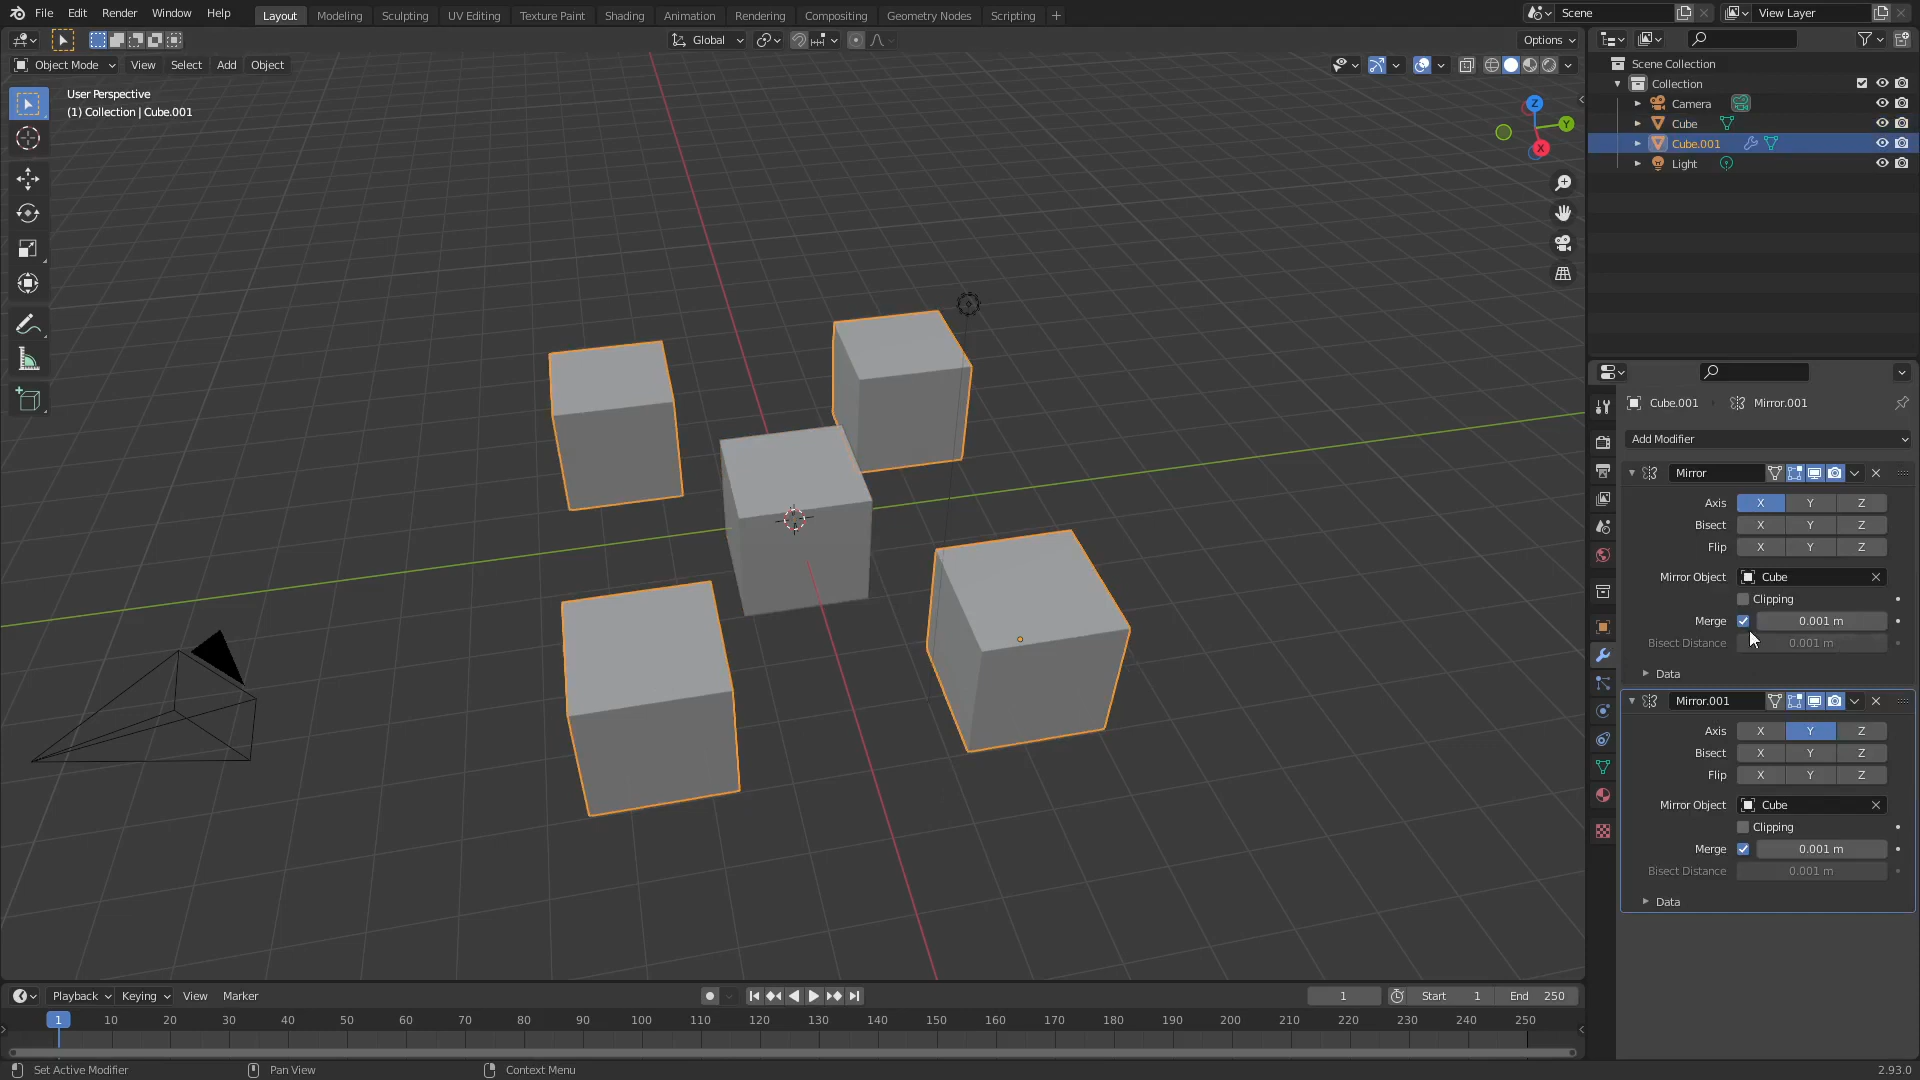 File Edit Render Window Help Layout Modeling Sculpting UV Editing Texture Paint Shading Animation Rendering Compositing Geometry Nodes Scripting + Scene View Layer
Global Options
Object Mode View Select Add Object
User Perspective
(1) Collection | Cube.001
Z
Y
X
Scene Collection
Collection
Camera
Cube
Cube.001
Light
Cube.001 Mirror.001
Add Modifier
Mirror
Axis X Y Z
Bisect X Y Z
Flip X Y Z
Mirror Object Cube
Clipping
Merge 0.001 m
Bisect Distance 0.001 m
Data
Mirror.001
Axis X Y Z
Bisect X Y Z
Flip X Y Z
Mirror Object Cube
Clipping
Merge 0.001 m
Bisect Distance 0.001 m
Data
Playback Keying View Marker 1 Start 1 End 250
1 10 20 30 40 50 60 70 80 90 100 110 120 130 140 150 160 170 180 190 200 210 220 230 240 250
Set Active Modifier Pan View Context Menu 2.93.0